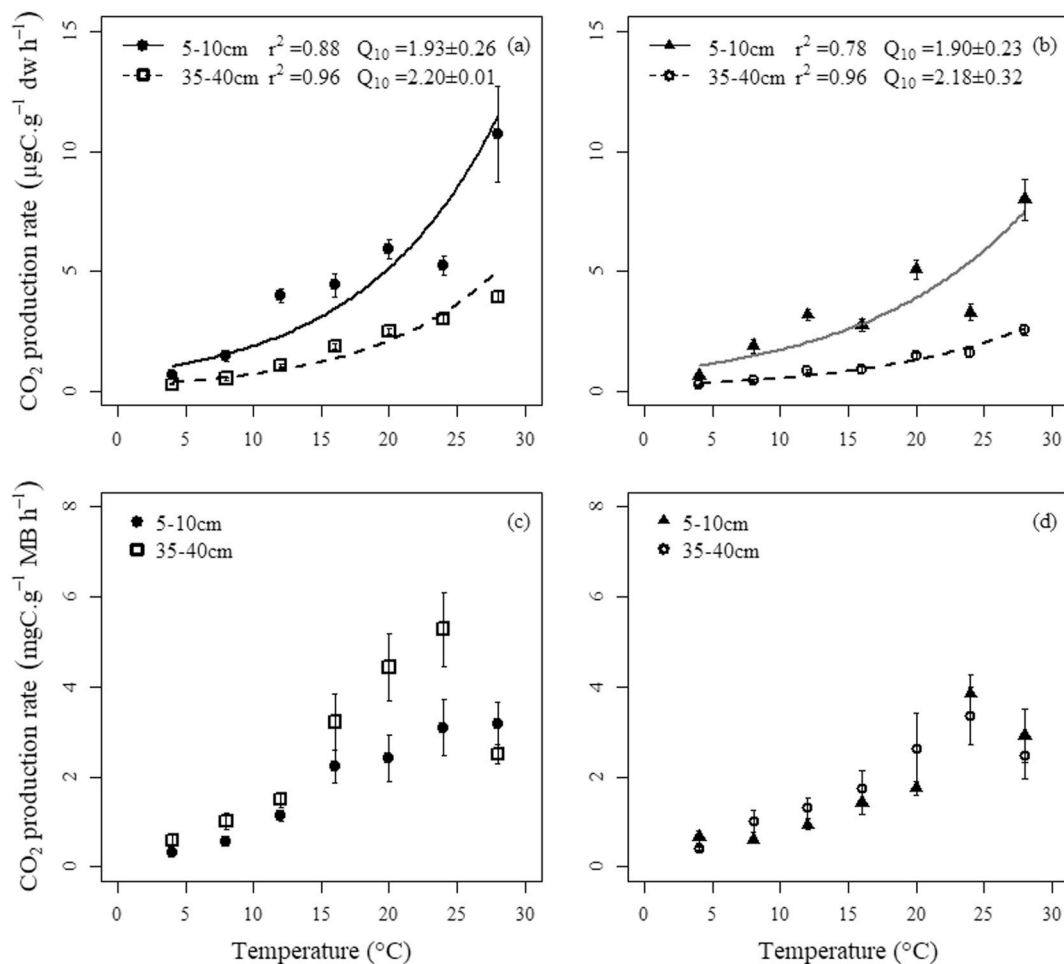 CO₂ production rate (µgC.g⁻¹ dw h⁻¹)
5-10cm r² =0.88 Q₁₀ =1.93±0.26 (a)
35-40cm r² =0.96 Q₁₀ =2.20±0.01
15
10
5
0
0 5 10 15 20 25 30
5-10cm r² =0.78 Q₁₀ =1.90±0.23 (b)
35-40cm r² =0.96 Q₁₀ =2.18±0.32
15
10
5
0
0 5 10 15 20 25 30
CO₂ production rate (mgC.g⁻¹ MB h⁻¹)
5-10cm (c)
35-40cm
8
6
4
2
0
0 5 10 15 20 25 30
Temperature (°C)
5-10cm (d)
35-40cm
8
6
4
2
0
0 5 10 15 20 25 30
Temperature (°C)